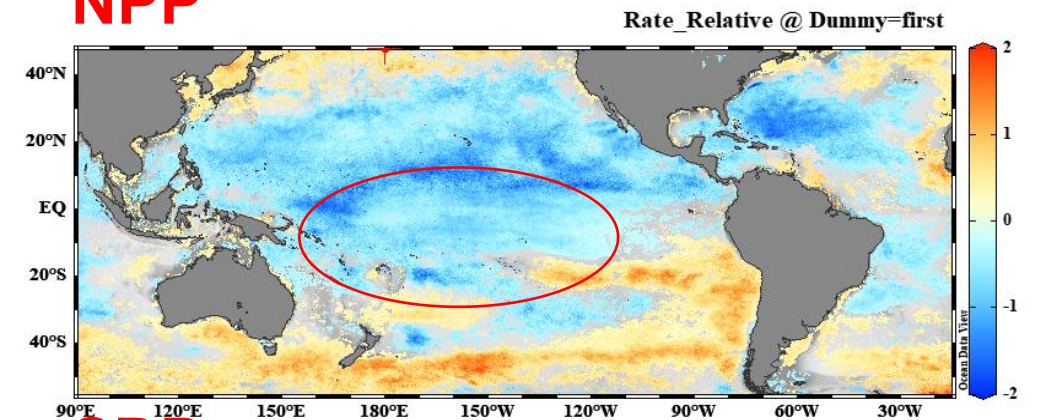 NPP
Rate_Relative @ Dummy=first
40°N
20°N
EQ
20°S
40°S
90°E 120°E 150°E 180°E 150°W 120°W 90°W 60°W 30°W
2
1
0
-1
-2
Ocean Data View